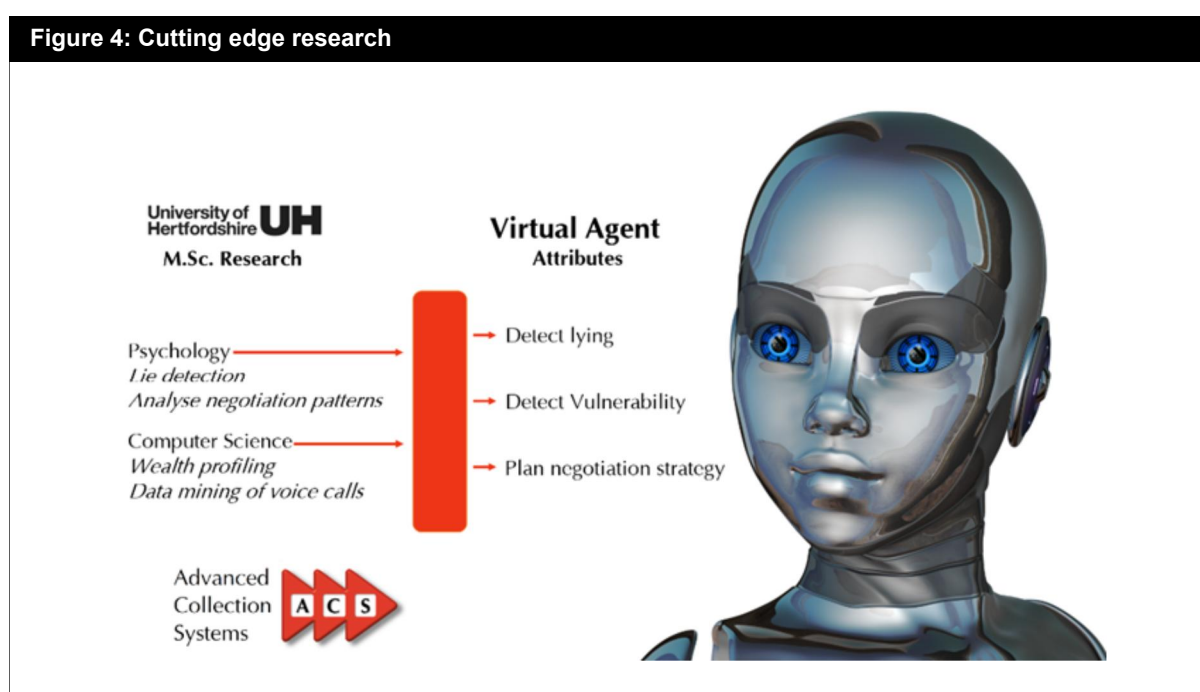 Figure 4: Cutting edge research
University of
Hertfordshire UH
M.Sc. Research
Virtual Agent
Attributes
Psychology
Lie detection
Analyse negotiation patterns
Computer Science
Wealth profiling
Data mining of voice calls
Detect lying
Detect Vulnerability
Plan negotiation strategy
Advanced
Collection
Systems
A C S